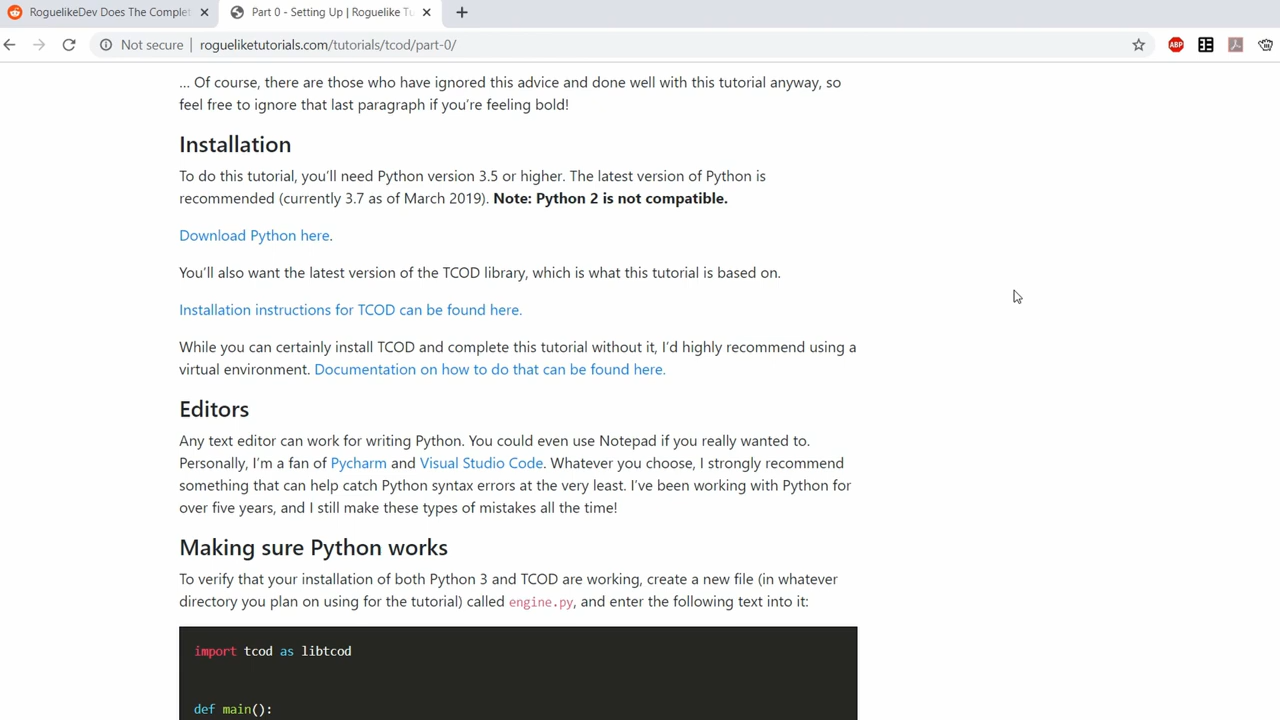 RoguelikeDev Does The Complet
Part 0 - Setting Up | Roguelike Tu
Not secure | rogueliketutorials.com/tutorials/tcod/part-0/
ABP
... Of course, there are those who have ignored this advice and done well with this tutorial anyway, so
feel free to ignore that last paragraph if you're feeling bold!
Installation
To do this tutorial, you'll need Python version 3.5 or higher. The latest version of Python is
recommended (currently 3.7 as of March 2019). Note: Python 2 is not compatible.
Download Python here.
You'll also want the latest version of the TCOD library, which is what this tutorial is based on.
Installation instructions for TCOD can be found here.
While you can certainly install TCOD and complete this tutorial without it, I'd highly recommend using a
virtual environment. Documentation on how to do that can be found here.
Editors
Any text editor can work for writing Python. You could even use Notepad if you really wanted to.
Personally, I'm a fan of Pycharm and Visual Studio Code. Whatever you choose, I strongly recommend
something that can help catch Python syntax errors at the very least. I've been working with Python for
over five years, and I still make these types of mistakes all the time!
Making sure Python works
To verify that your installation of both Python 3 and TCOD are working, create a new file (in whatever
directory you plan on using for the tutorial) called engine.py, and enter the following text into it:
import tcod as libtcod
def main():